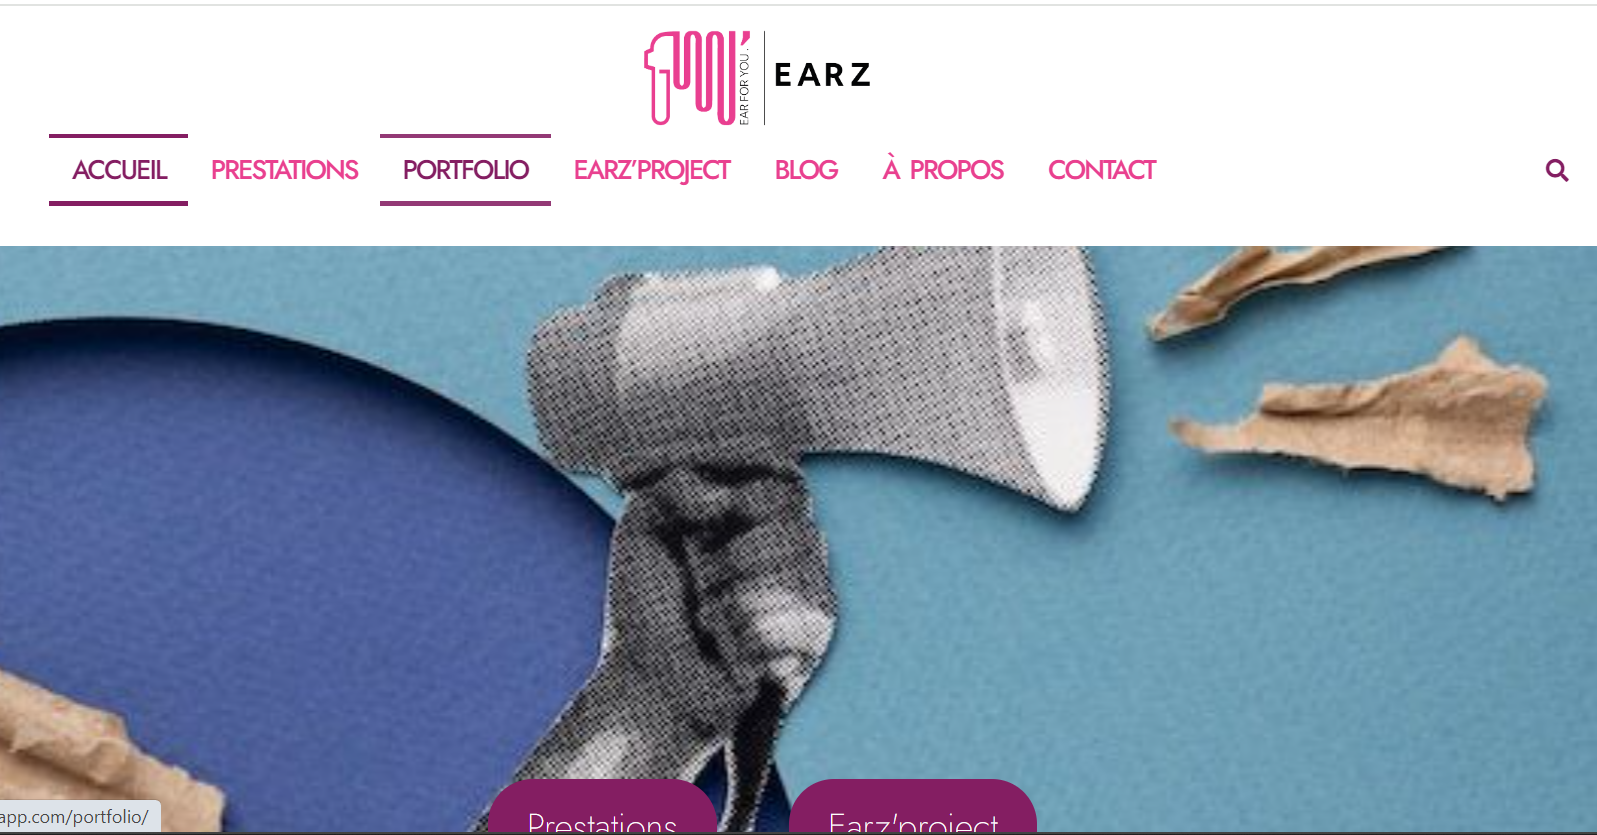 EAR FOR YOU.
EARZ
ACCUEIL PRESTATIONS PORTFOLIO EARZ'PROJECT BLOG À PROPOS CONTACT
Prestations Earz'project
app.com/portfolio/